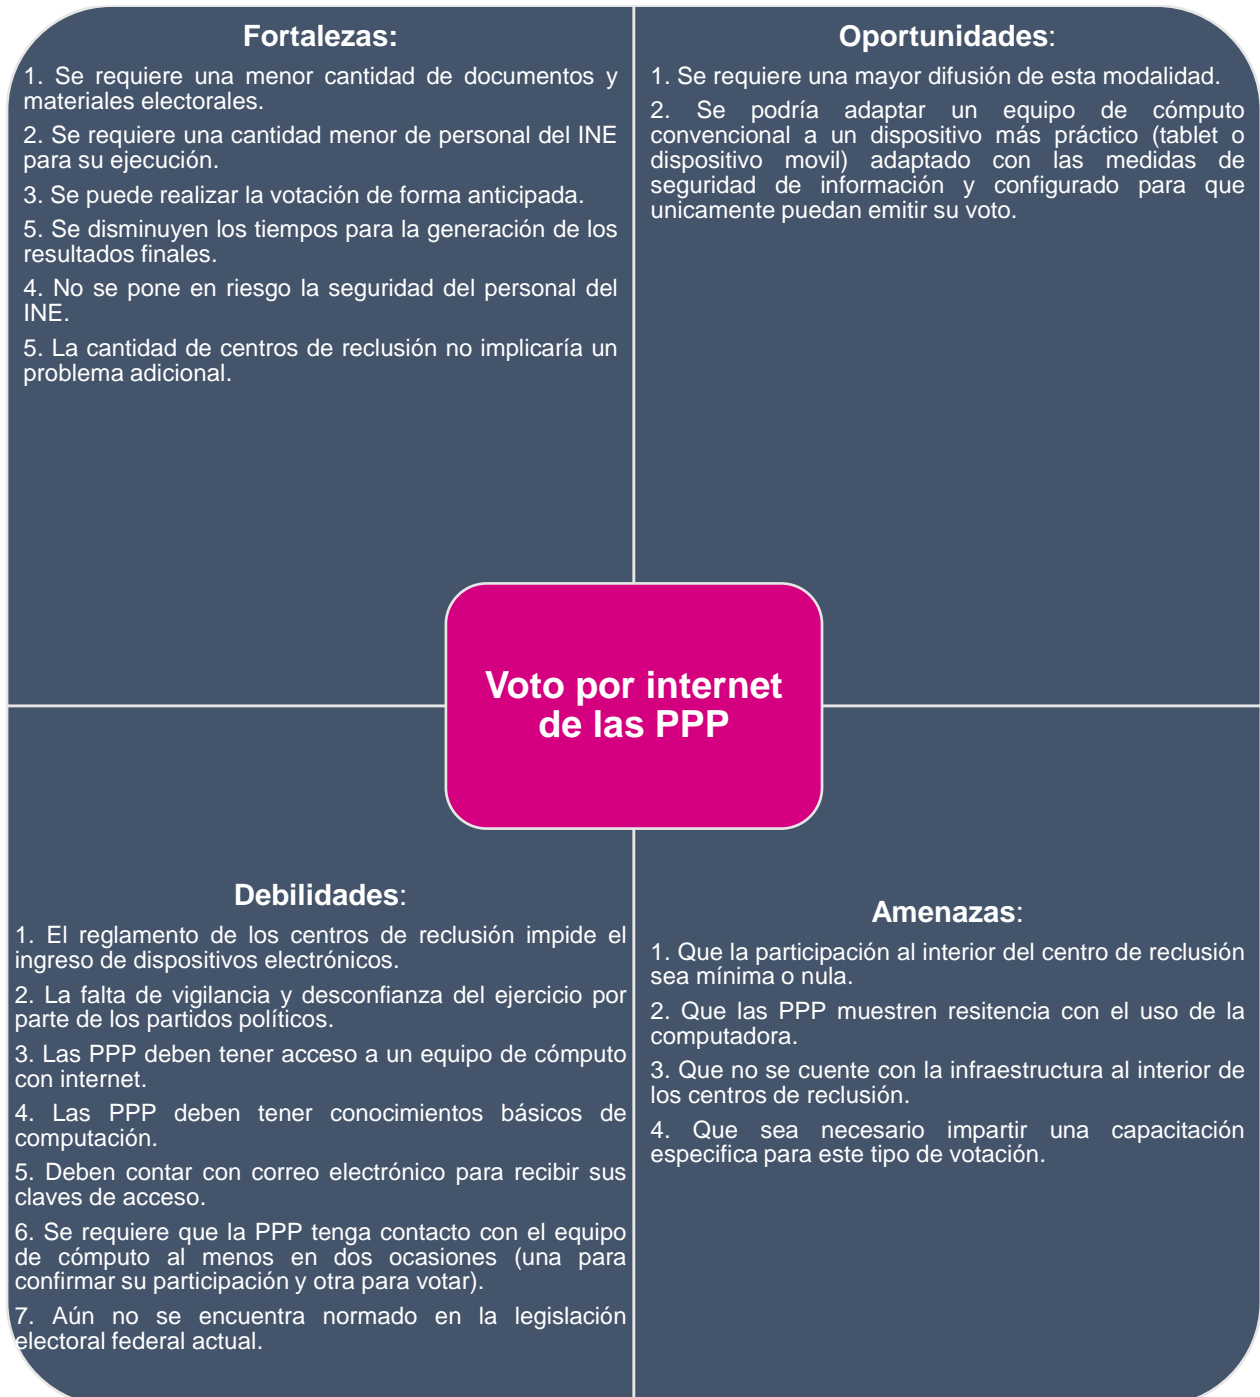 Fortalezas:
1. Se requiere una menor cantidad de documentos y
materiales electorales.
2. Se requiere una cantidad menor de personal del INE
para su ejecución.
3. Se puede realizar la votación de forma anticipada.
5. Se disminuyen los tiempos para la generación de los
resultados finales.
4. No se pone en riesgo la seguridad del personal del
INE.
5. La cantidad de centros de reclusión no implicaría un
problema adicional.
Oportunidades:
1. Se requiere una mayor difusión de esta modalidad.
2. Se podría adaptar un equipo de cómputo
convencional a un dispositivo más práctico (tablet o
dispositivo movil) adaptado con las medidas de
seguridad de información y configurado para que
unicamente puedan emitir su voto.
Voto por internet
de las PPP
Debilidades:
1. El reglamento de los centros de reclusión impide el
ingreso de dispositivos electrónicos.
2. La falta de vigilancia y desconfianza del ejercicio por
parte de los partidos políticos.
3. Las PPP deben tener acceso a un equipo de cómputo
con internet.
4. Las PPP deben tener conocimientos básicos de
computación.
5. Deben contar con correo electrónico para recibir sus
claves de acceso.
6. Se requiere que la PPP tenga contacto con el equipo
de cómputo al menos en dos ocasiones (una para
confirmar su participación y otra para votar).
7. Aún no se encuentra normado en la legislación
electoral federal actual.
Amenazas:
1. Que la participación al interior del centro de reclusión
sea mínima o nula.
2. Que las PPP muestren resitencia con el uso de la
computadora.
3. Que no se cuente con la infraestructura al interior de
los centros de reclusión.
4. Que sea necesario impartir una capacitación
especifica para este tipo de votación.